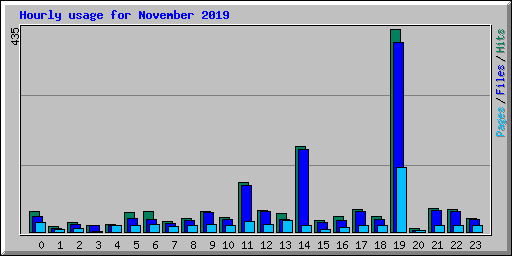 Hourly usage for November 2019
435
Pages / Files / Hits
0 1 2 3 4 5 6 7 8 9 10 11 12 13 14 15 16 17 18 19 20 21 22 23